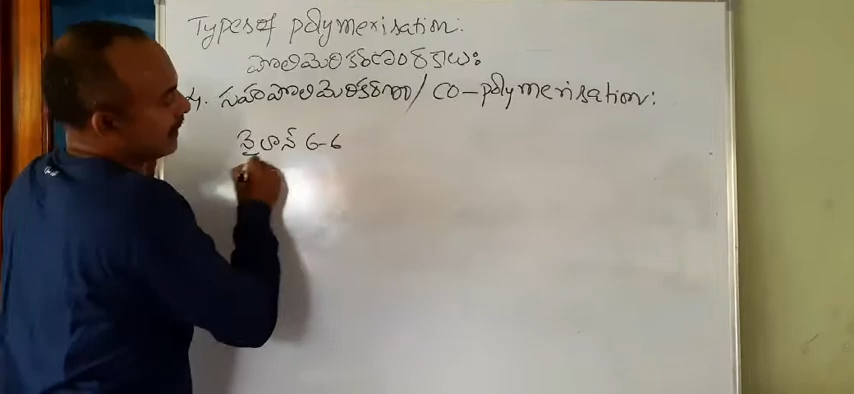 Types of polymerisation:
పొలిమెరికరణం రకాలు:
4. సహపొలిమెరికరణ / co-polymerisation:
నైలాన్ 6-6